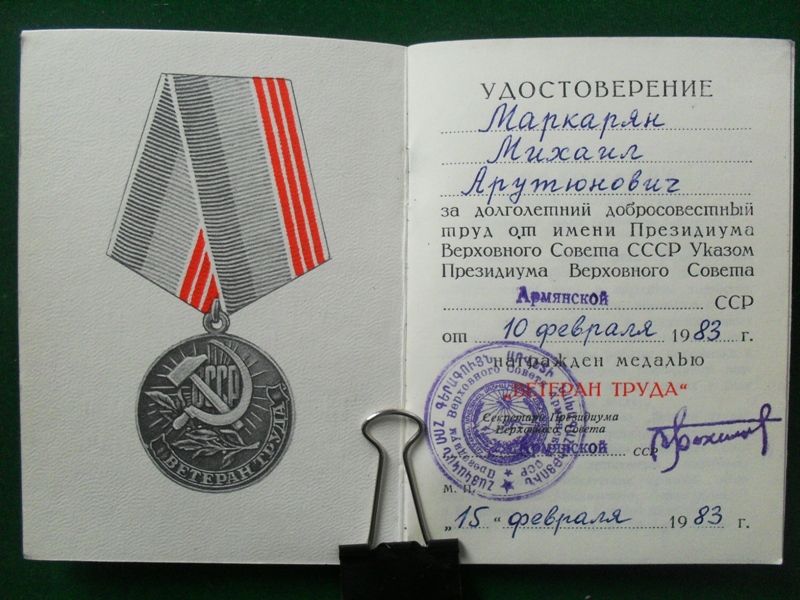 СССР
ВЕТЕРАН ТРУДА
УДОСТОВЕРЕНИЕ
Маркарян
Михаил
Арутюнович
за долголетний добросовестный
труд от имени Президиума
Верховного Совета СССР Указом
Президиума Верховного Совета
Армянской ССР
от 10 февраля 1983 г.
награжден медалью
„ВЕТЕРАН ТРУДА“
Секретарь Президиума
Верховного Совета
Армянской ССР
М. П.
„15“ февраля 1983 г.